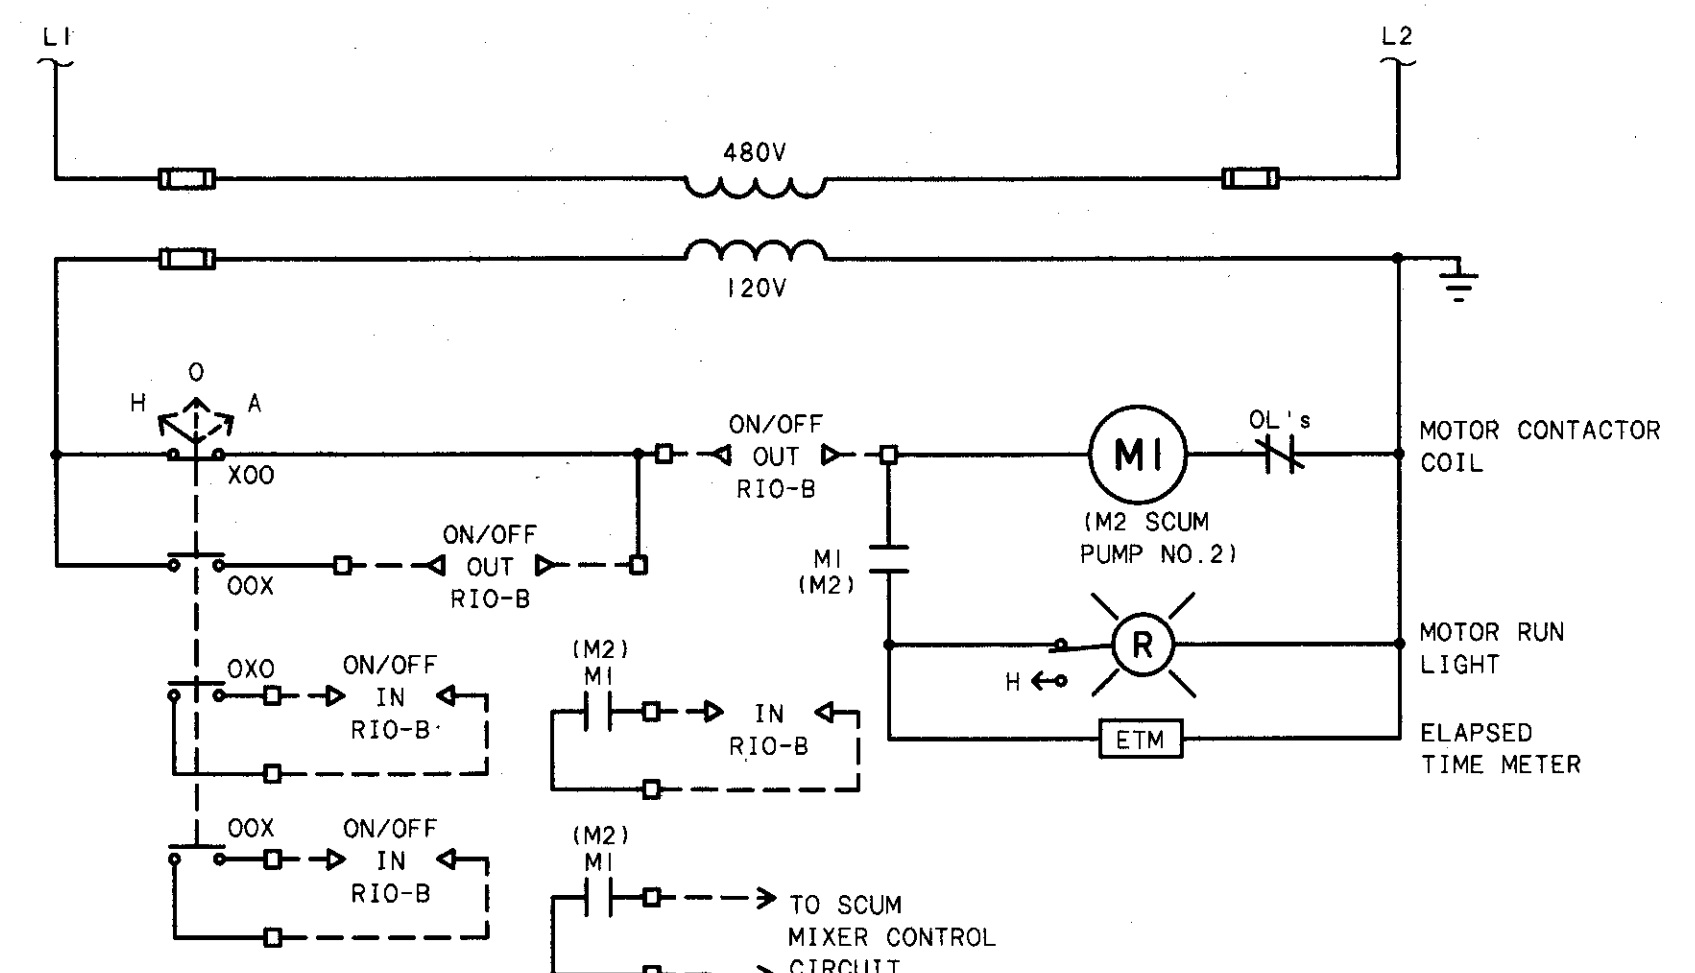 L1
L2
480V
120V
O
H
A
XOO
ON/OFF
OUT
RIO-B
M1
OL's
MOTOR CONTACTOR
COIL
(M2 SCUM
PUMP NO.2)
OOX
ON/OFF
OUT
RIO-B
M1
(M2)
OXO
ON/OFF
IN
RIO-B
(M2)
M1
IN
RIO-B
R
H
MOTOR RUN
LIGHT
ETM
ELAPSED
TIME METER
OOX
ON/OFF
IN
RIO-B
(M2)
M1
TO SCUM
MIXER CONTROL
CIRCUIT